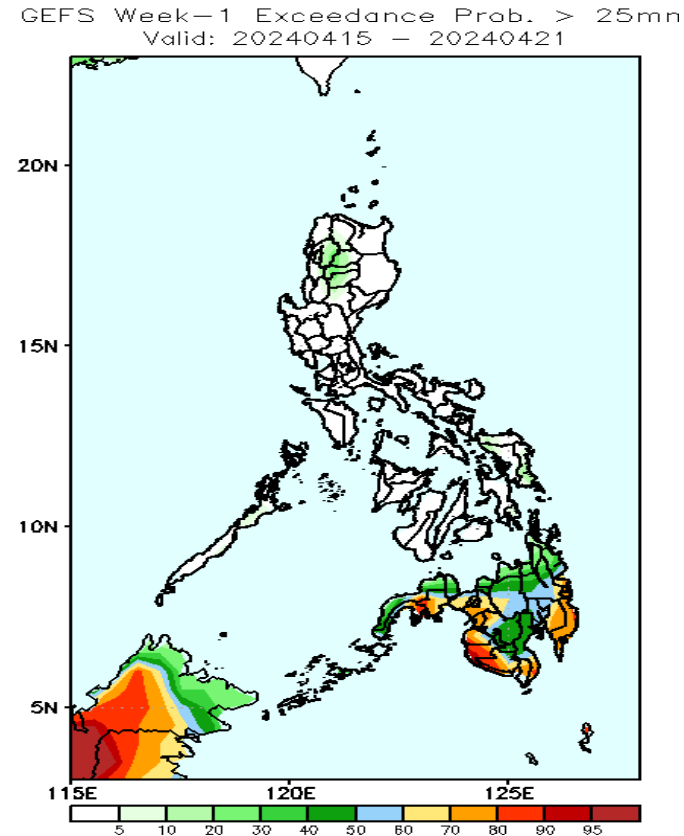 GEFS Week-1 Exceedance Prob. > 25mm
Valid: 20240415 - 20240421
20N
15N
10N
5N
115E 120E 125E
5 10 20 30 40 50 60 70 80 90 95